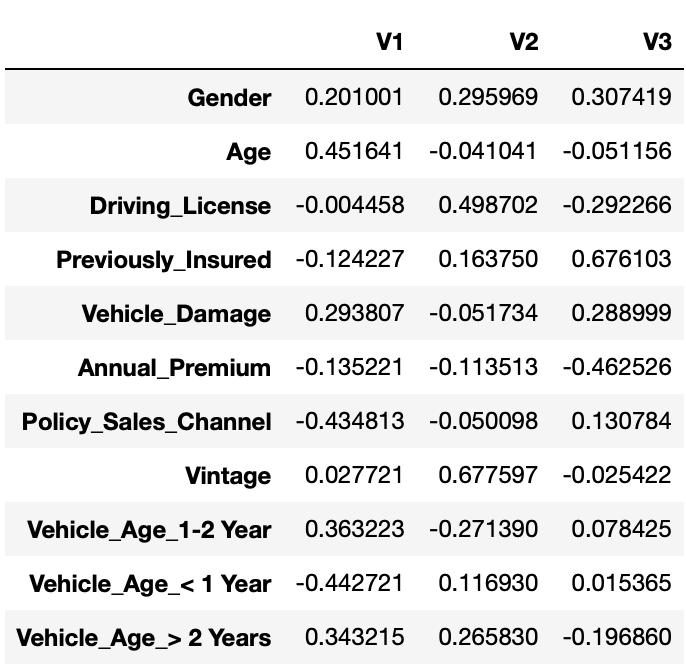 V1 V2 V3
Gender 0.201001 0.295969 0.307419
Age 0.451641 -0.041041 -0.051156
Driving_License -0.004458 0.498702 -0.292266
Previously_Insured -0.124227 0.163750 0.676103
Vehicle_Damage 0.293807 -0.051734 0.288999
Annual_Premium -0.135221 -0.113513 -0.462526
Policy_Sales_Channel -0.434813 -0.050098 0.130784
Vintage 0.027721 0.677597 -0.025422
Vehicle_Age_1-2 Year 0.363223 -0.271390 0.078425
Vehicle_Age_< 1 Year -0.442721 0.116930 0.015365
Vehicle_Age_> 2 Years 0.343215 0.265830 -0.196860